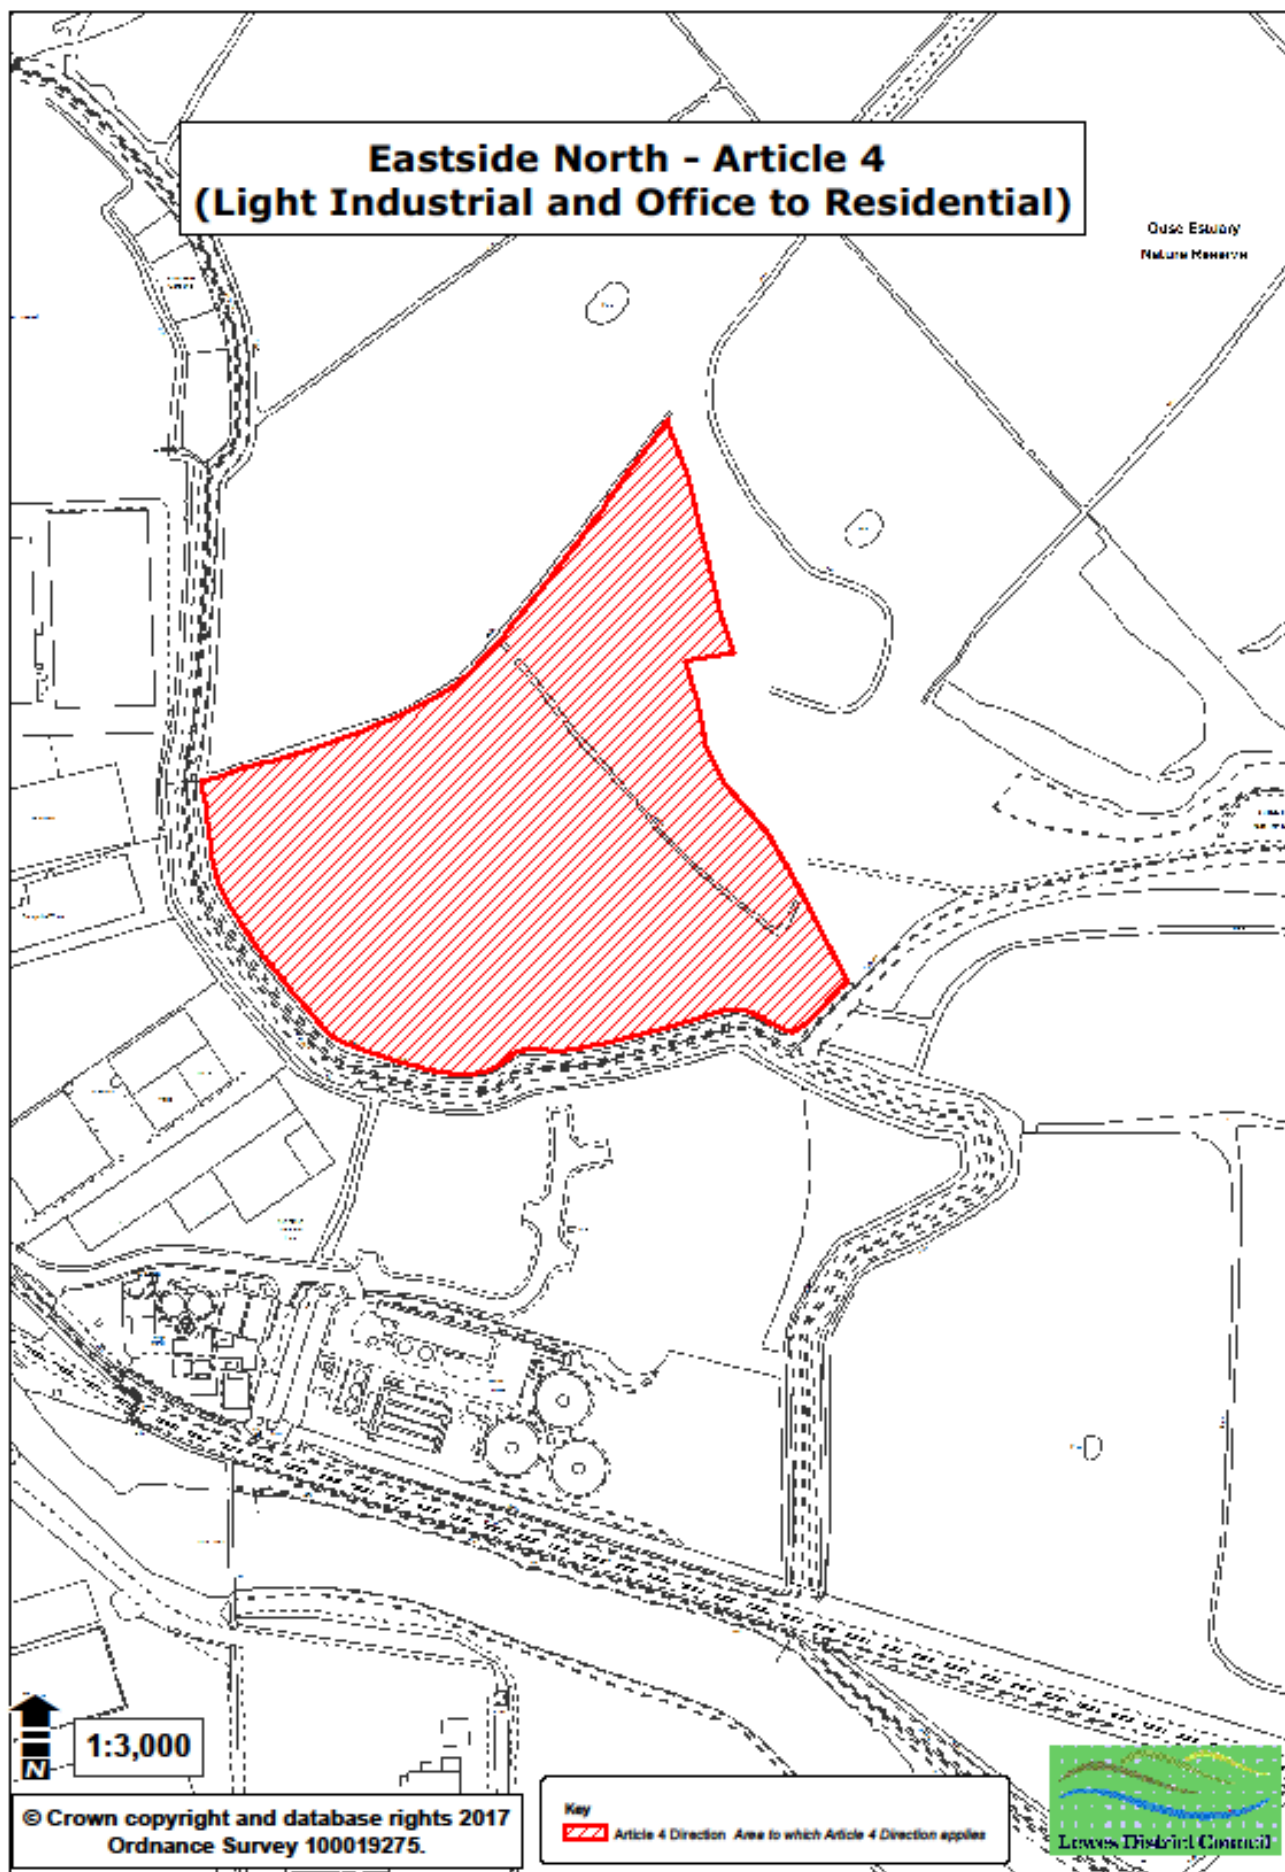 Eastside North - Article 4
(Light Industrial and Office to Residential)
Ouse Estuary
Nature Reserve
1:3,000
N
© Crown copyright and database rights 2017
Ordnance Survey 100019275.
Key
Article 4 Direction Area to which Article 4 Direction applies
Lewes District Council